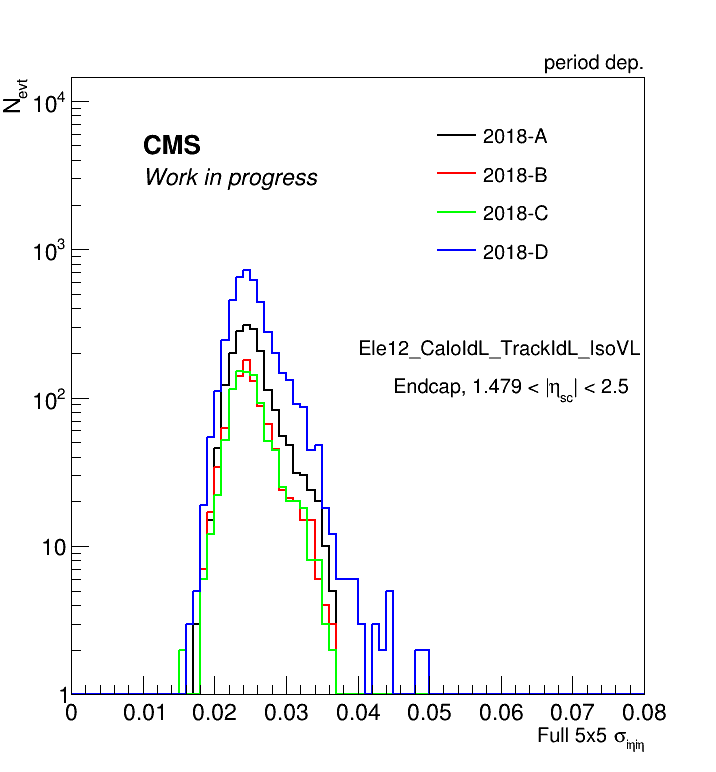 period dep.
N_evt
10^4
CMS
Work in progress
2018-A
2018-B
2018-C
2018-D
10^3
Ele12_CaloIdL_TrackIdL_IsoVL
Endcap, 1.479 < |η_sc| < 2.5
10^2
10
1
0 0.01 0.02 0.03 0.04 0.05 0.06 0.07 0.08
Full 5x5 σ_iηiη